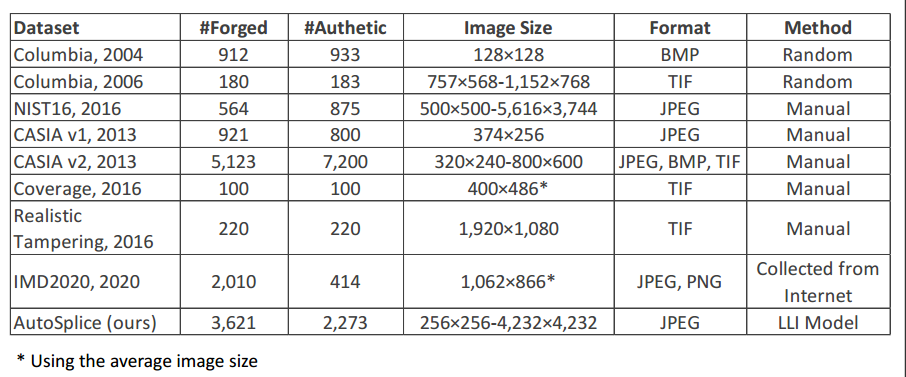 Dataset #Forged #Authetic Image Size Format Method
Columbia, 2004 912 933 128×128 BMP Random
Columbia, 2006 180 183 757×568-1,152×768 TIF Random
NIST16, 2016 564 875 500×500-5,616×3,744 JPEG Manual
CASIA v1, 2013 921 800 374×256 JPEG Manual
CASIA v2, 2013 5,123 7,200 320×240-800×600 JPEG, BMP, TIF Manual
Coverage, 2016 100 100 400×486* TIF Manual
Realistic
Tampering, 2016 220 220 1,920×1,080 TIF Manual
IMD2020, 2020 2,010 414 1,062×866* JPEG, PNG Collected from
Internet
AutoSplice (ours) 3,621 2,273 256×256-4,232×4,232 JPEG LLI Model
* Using the average image size